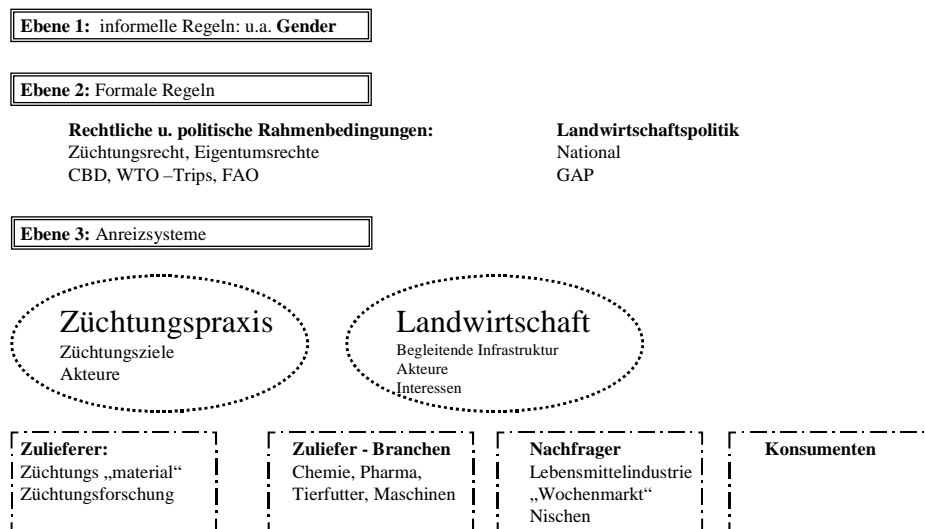 Ebene 1: informelle Regeln: u.a. Gender
Ebene 2: Formale Regeln
Rechtliche u. politische Rahmenbedingungen:
Züchtungsrecht, Eigentumsrechte
CBD, WTO –Trips, FAO
Landwirtschaftspolitik
National
GAP
Ebene 3: Anreizsysteme
Züchtungspraxis
Züchtungsziele
Akteure
Landwirtschaft
Begleitende Infrastruktur
Akteure
Interessen
Zulieferer:
Züchtungs „material“
Züchtungsforschung
Zuliefer - Branchen
Chemie, Pharma,
Tierfutter, Maschinen
Nachfrager
Lebensmittelindustrie
„Wochenmarkt“
Nischen
Konsumenten